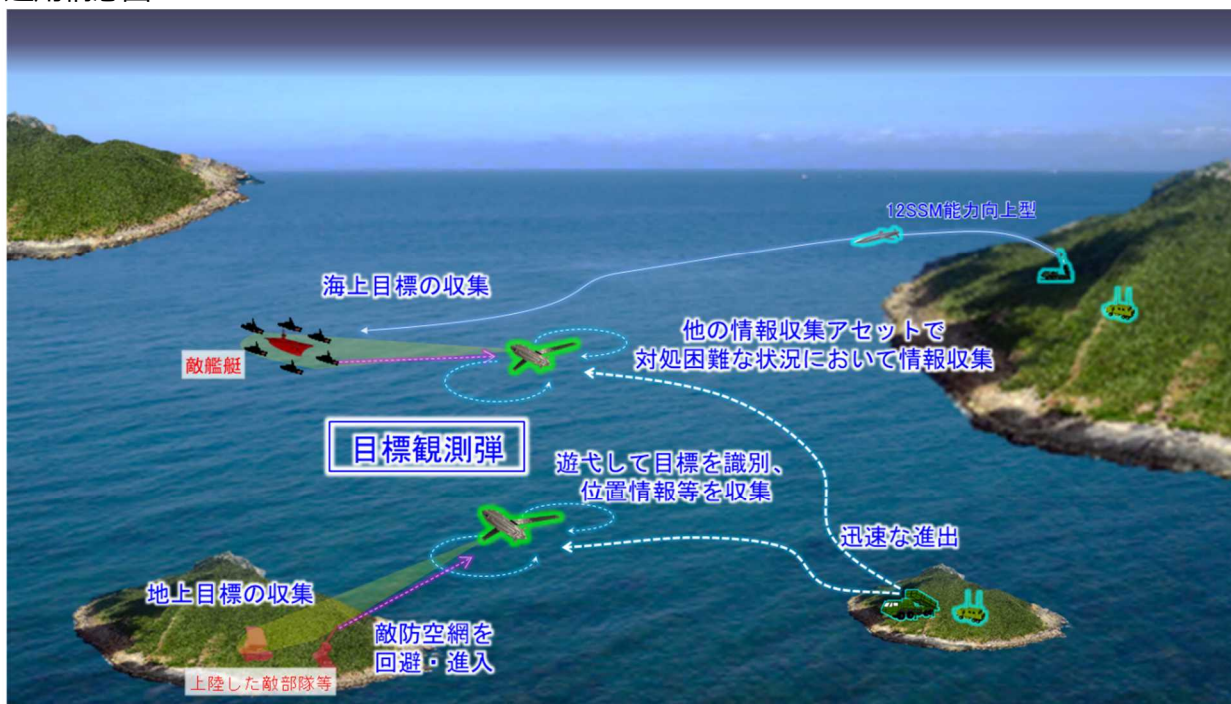 12SSM能力向上型
海上目標の収集
他の情報収集アセットで
対処困難な状況において情報収集
敵艦艇
目標観測弾
遊弋して目標を識別、
位置情報等を収集
迅速な進出
地上目標の収集
敵防空網を
回避・進入
上陸した敵部隊等